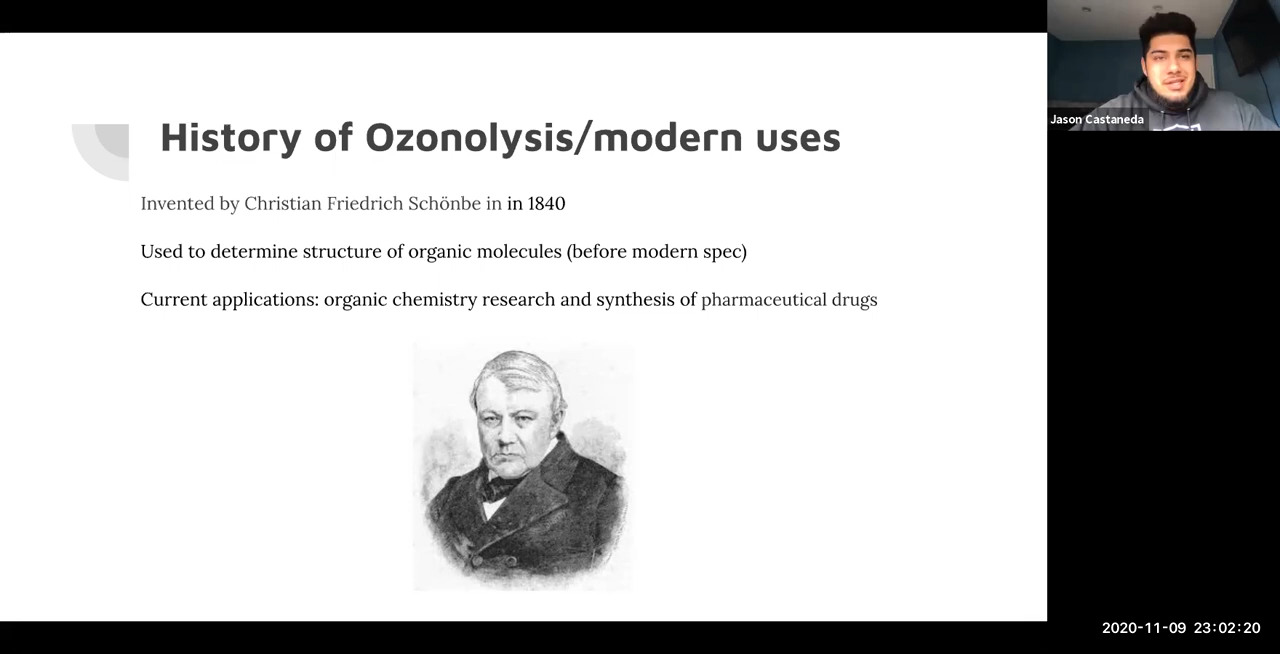 History of Ozonolysis/modern uses
Invented by Christian Friedrich Schönbe in in 1840
Used to determine structure of organic molecules (before modern spec)
Current applications: organic chemistry research and synthesis of pharmaceutical drugs
Jason Castaneda
2020-11-09 23:02:20